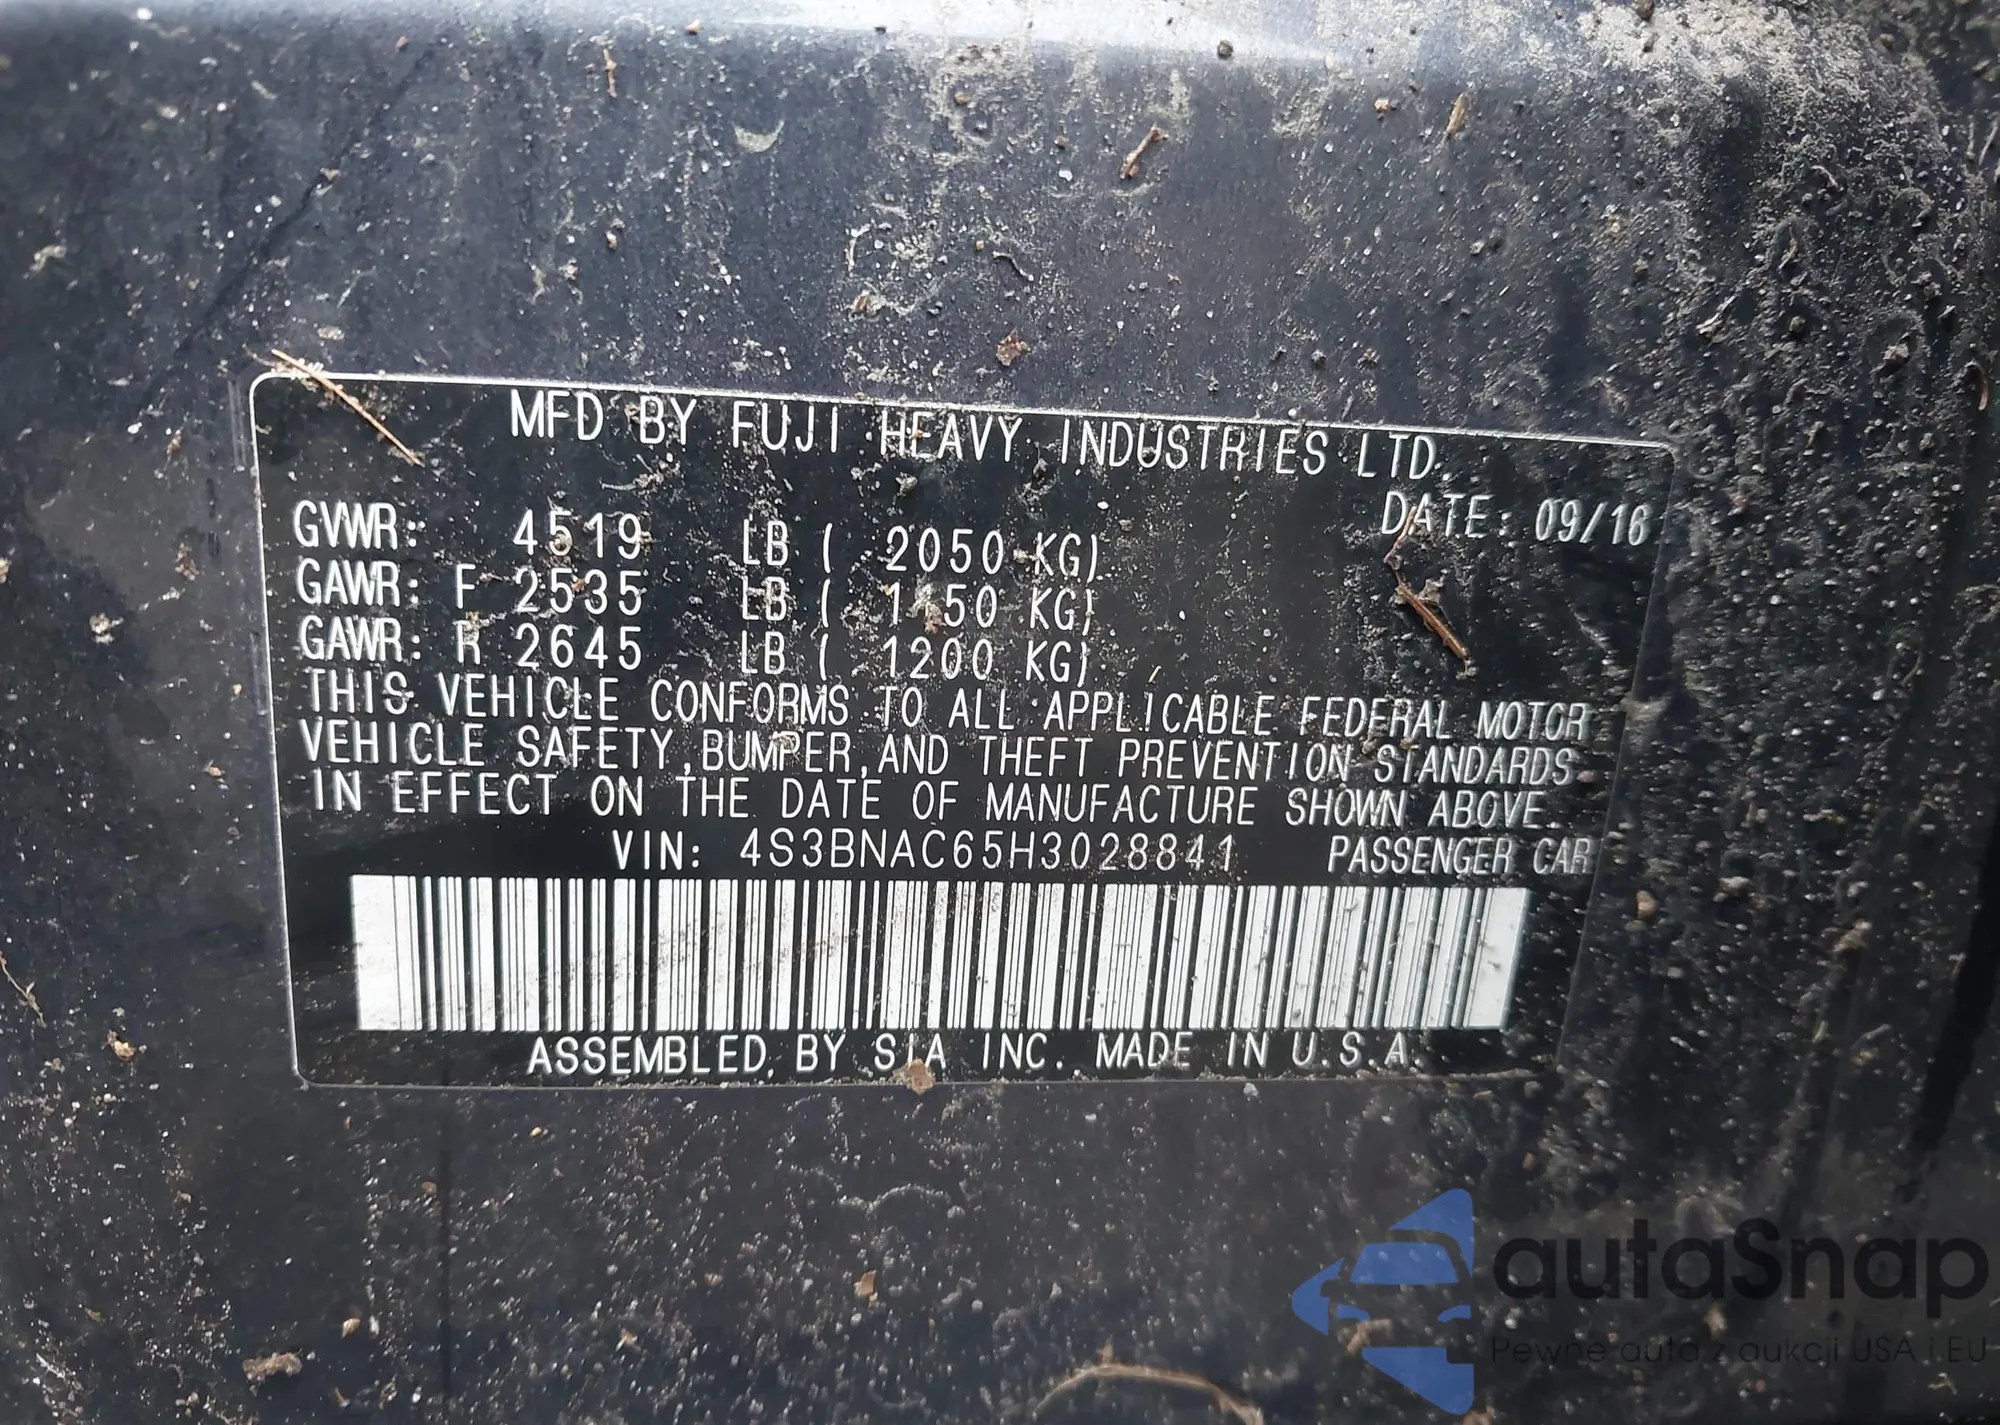 MFD BY FUJI HEAVY INDUSTRIES LTD.
DATE: 09/16
GVWR: 4519 LB ( 2050 KG)
GAWR: F 2535 LB ( 1150 KG)
GAWR: R 2645 LB ( 1200 KG)
THIS VEHICLE CONFORMS TO ALL APPLICABLE FEDERAL MOTOR
VEHICLE SAFETY, BUMPER, AND THEFT PREVENTION STANDARDS
IN EFFECT ON THE DATE OF MANUFACTURE SHOWN ABOVE.
VIN: 4S3BNAC65H3028841 PASSENGER CAR
ASSEMBLED BY SIA INC. MADE IN U.S.A.
autaSnap
Pewne auta z aukcji USA i EU